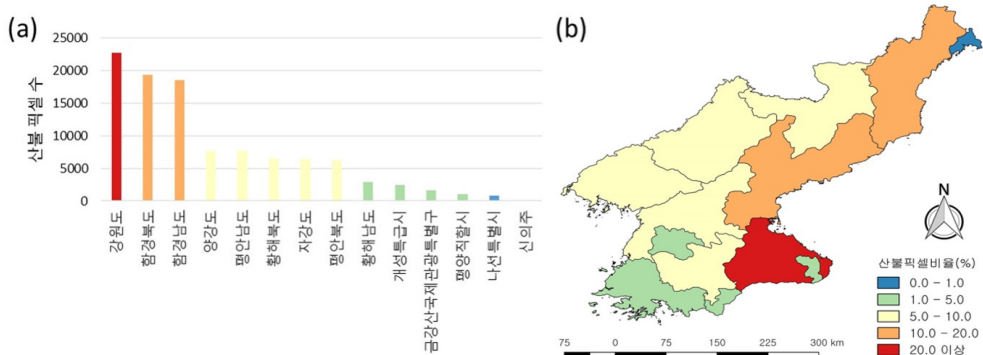 (a)
산불 픽셀 수
25000
20000
15000
10000
5000
0
강원도
함경북도
함경남도
양강도
평안남도
황해북도
자강도
평안북도
황해남도
개성특급시
금강산국제관광특별구
평양직할시
나선특별시
신의주
(b)
N
산불픽셀비율(%)
0.0 - 1.0
1.0 - 5.0
5.0 - 10.0
10.0 - 20.0
20.0 이상
75 0 75 150 225 300 km